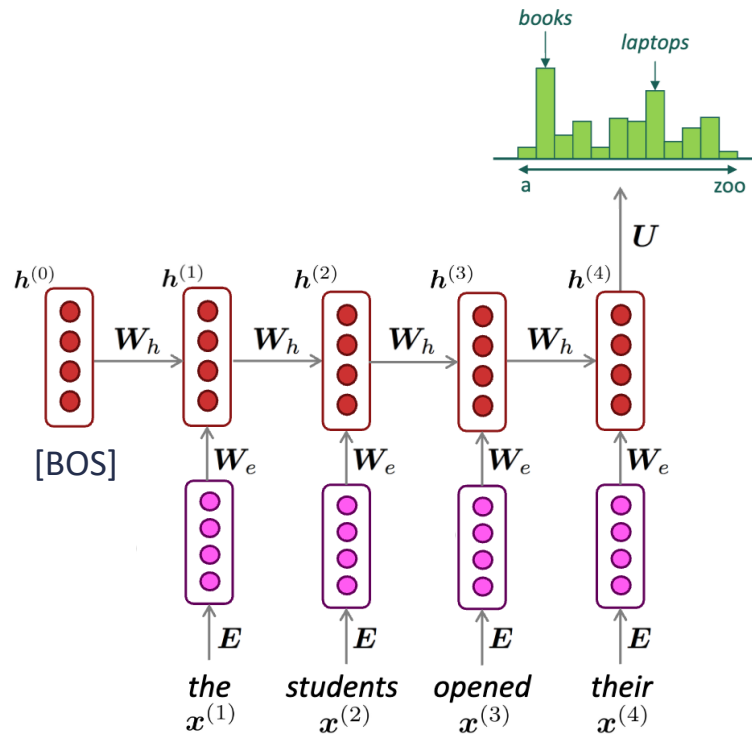 books
laptops
a zoo
U
h^{(0)} h^{(1)} h^{(2)} h^{(3)} h^{(4)}
W_h W_h W_h W_h
[BOS]
W_e W_e W_e W_e
E E E E
the students opened their
x^{(1)} x^{(2)} x^{(3)} x^{(4)}